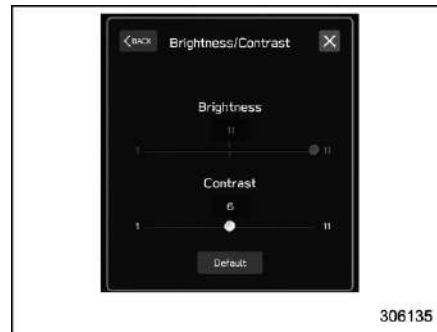 BACK Brightness/Contrast X
Brightness
11
1 11
Contrast
6
1 11
Default
306135